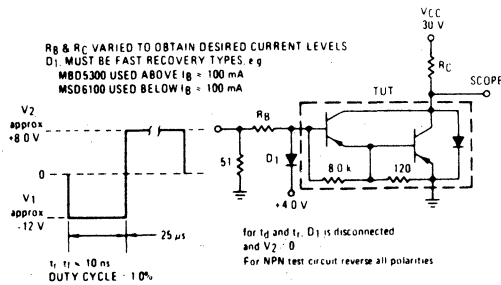 VCC
30 V
RB & RC VARIED TO OBTAIN DESIRED CURRENT LEVELS
D1, MUST BE FAST RECOVERY TYPES, e.g
MBD5300 USED ABOVE IB ≈ 100 mA
MSD6100 USED BELOW IB ≈ 100 mA
RC
SCOPE
TUT
V2
approx
+8.0 V
RB
51
D1
8.0 k
120
0
+4.0 V
V1
approx
-12 V
25 µs
for td and tr, D1 is disconnected
and V2 = 0
For NPN test circuit reverse all polarities
tr, tf ≈ 10 ns
DUTY CYCLE = 1.0%